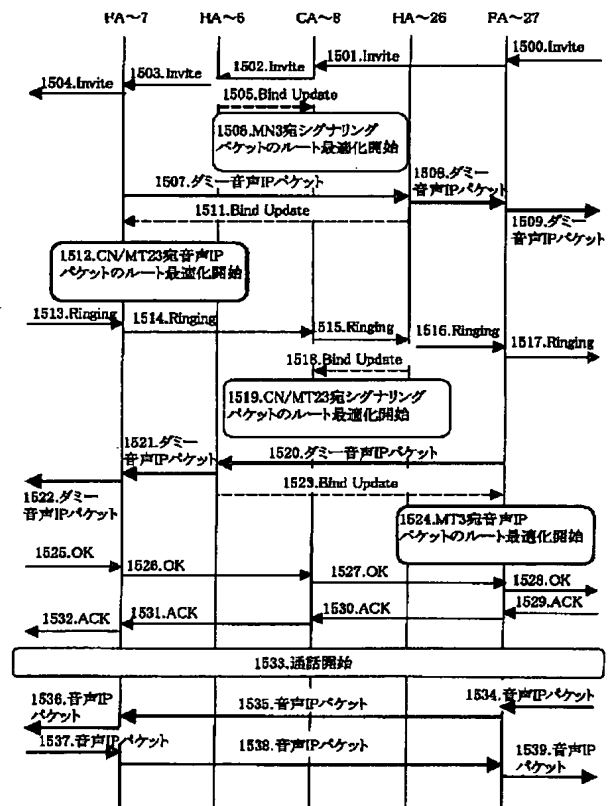 FA～7 HA～6 CA～8 HA～26 FA～27
1500.Invite
1501.Invite
1502.Invite
1503.Invite
1504.Invite
1505.Bind Update
1506.MN3宛シグナリング
パケットのルート最適化開始
1507.ダミー音声IPパケット
1508.ダミー
音声IPパケット
1509.ダミー
音声IPパケット
1511.Bind Update
1512.CN/MT23宛音声IP
パケットのルート最適化開始
1513.Ringing
1514.Ringing
1515.Ringing
1516.Ringing
1517.Ringing
1518.Bind Update
1519.CN/MT23宛シグナリング
パケットのルート最適化開始
1520.ダミー音声IPパケット
1521.ダミー
音声IPパケット
1522.ダミー
音声IPパケット
1523.Bind Update
1524.MT3宛音声IP
パケットのルート最適化開始
1525.OK
1526.OK
1527.OK
1528.OK
1529.ACK
1530.ACK
1531.ACK
1532.ACK
1533.通話開始
1534.音声IPパケット
1535.音声IPパケット
1536.音声IP
パケット
1537.音声IPパケット
1538.音声IPパケット
1539.音声IP
パケット